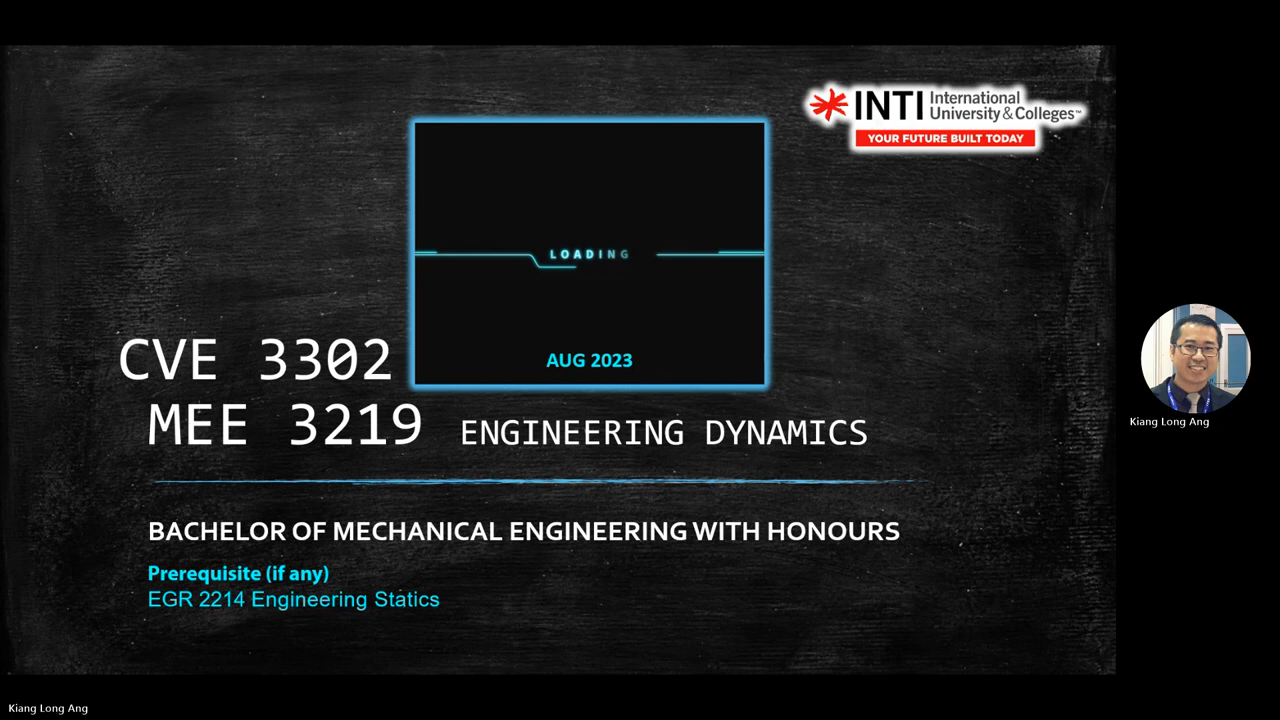 INTI International
University & Colleges™
YOUR FUTURE BUILT TODAY
LOADING
AUG 2023
CVE 3302
MEE 3219 ENGINEERING DYNAMICS
BACHELOR OF MECHANICAL ENGINEERING WITH HONOURS
Prerequisite (if any)
EGR 2214 Engineering Statics
Kiang Long Ang
Kiang Long Ang